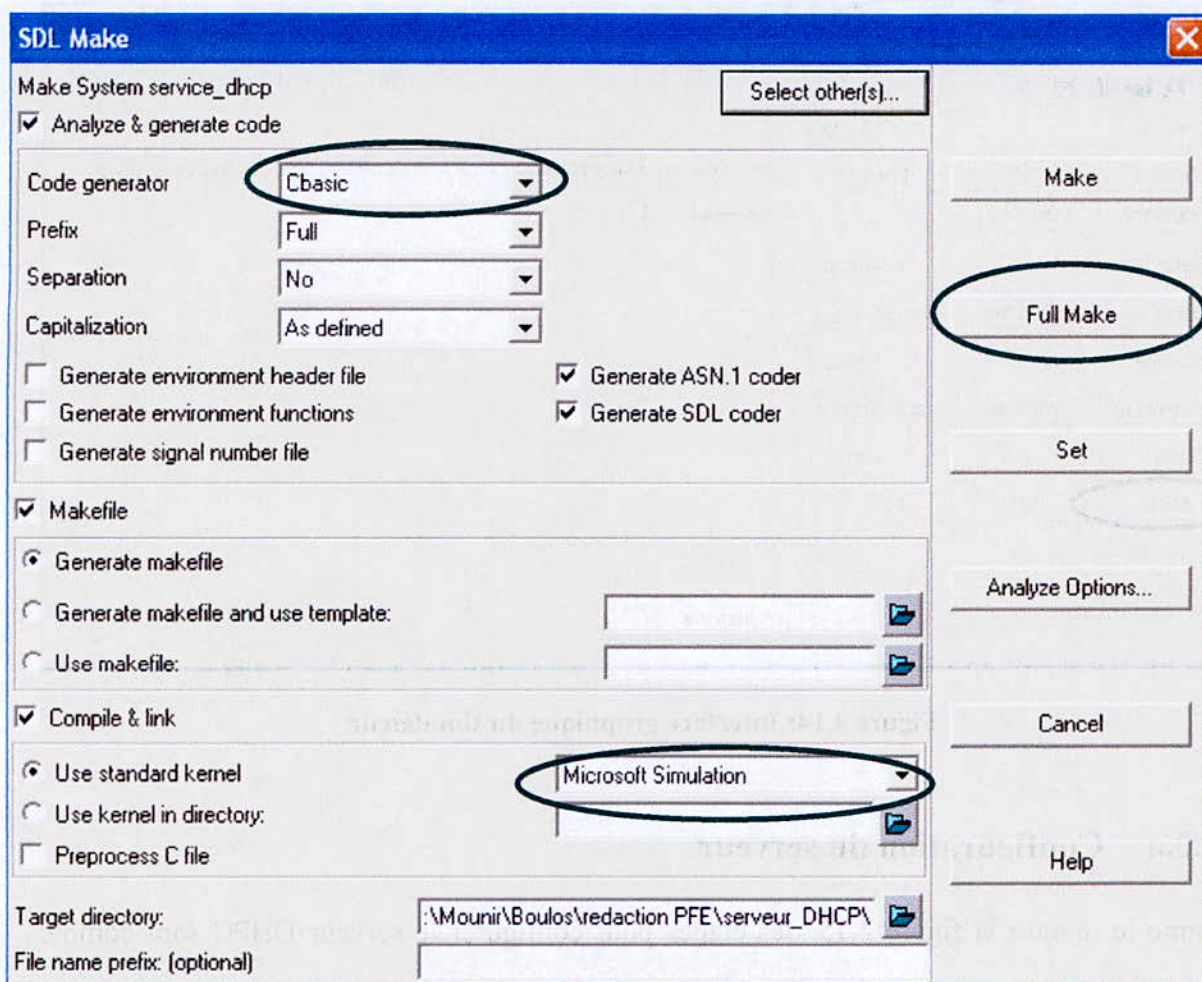 SDL Make
Make System service_dhcp
Select other(s)...
Analyze & generate code
Code generator
Cbasic
Make
Prefix
Full
Separation
No
Full Make
Capitalization
As defined
Generate environment header file
Generate ASN.1 coder
Generate environment functions
Generate SDL coder
Generate signal number file
Set
Makefile
Generate makefile
Generate makefile and use template:
Analyze Options...
Use makefile:
Compile & link
Cancel
Use standard kernel
Microsoft Simulation
Use kernel in directory:
Preprocess C file
Help
Target directory:
:\Mounir\Boulos\redaction PFE\serveur_DHCP\
File name prefix: (optional)